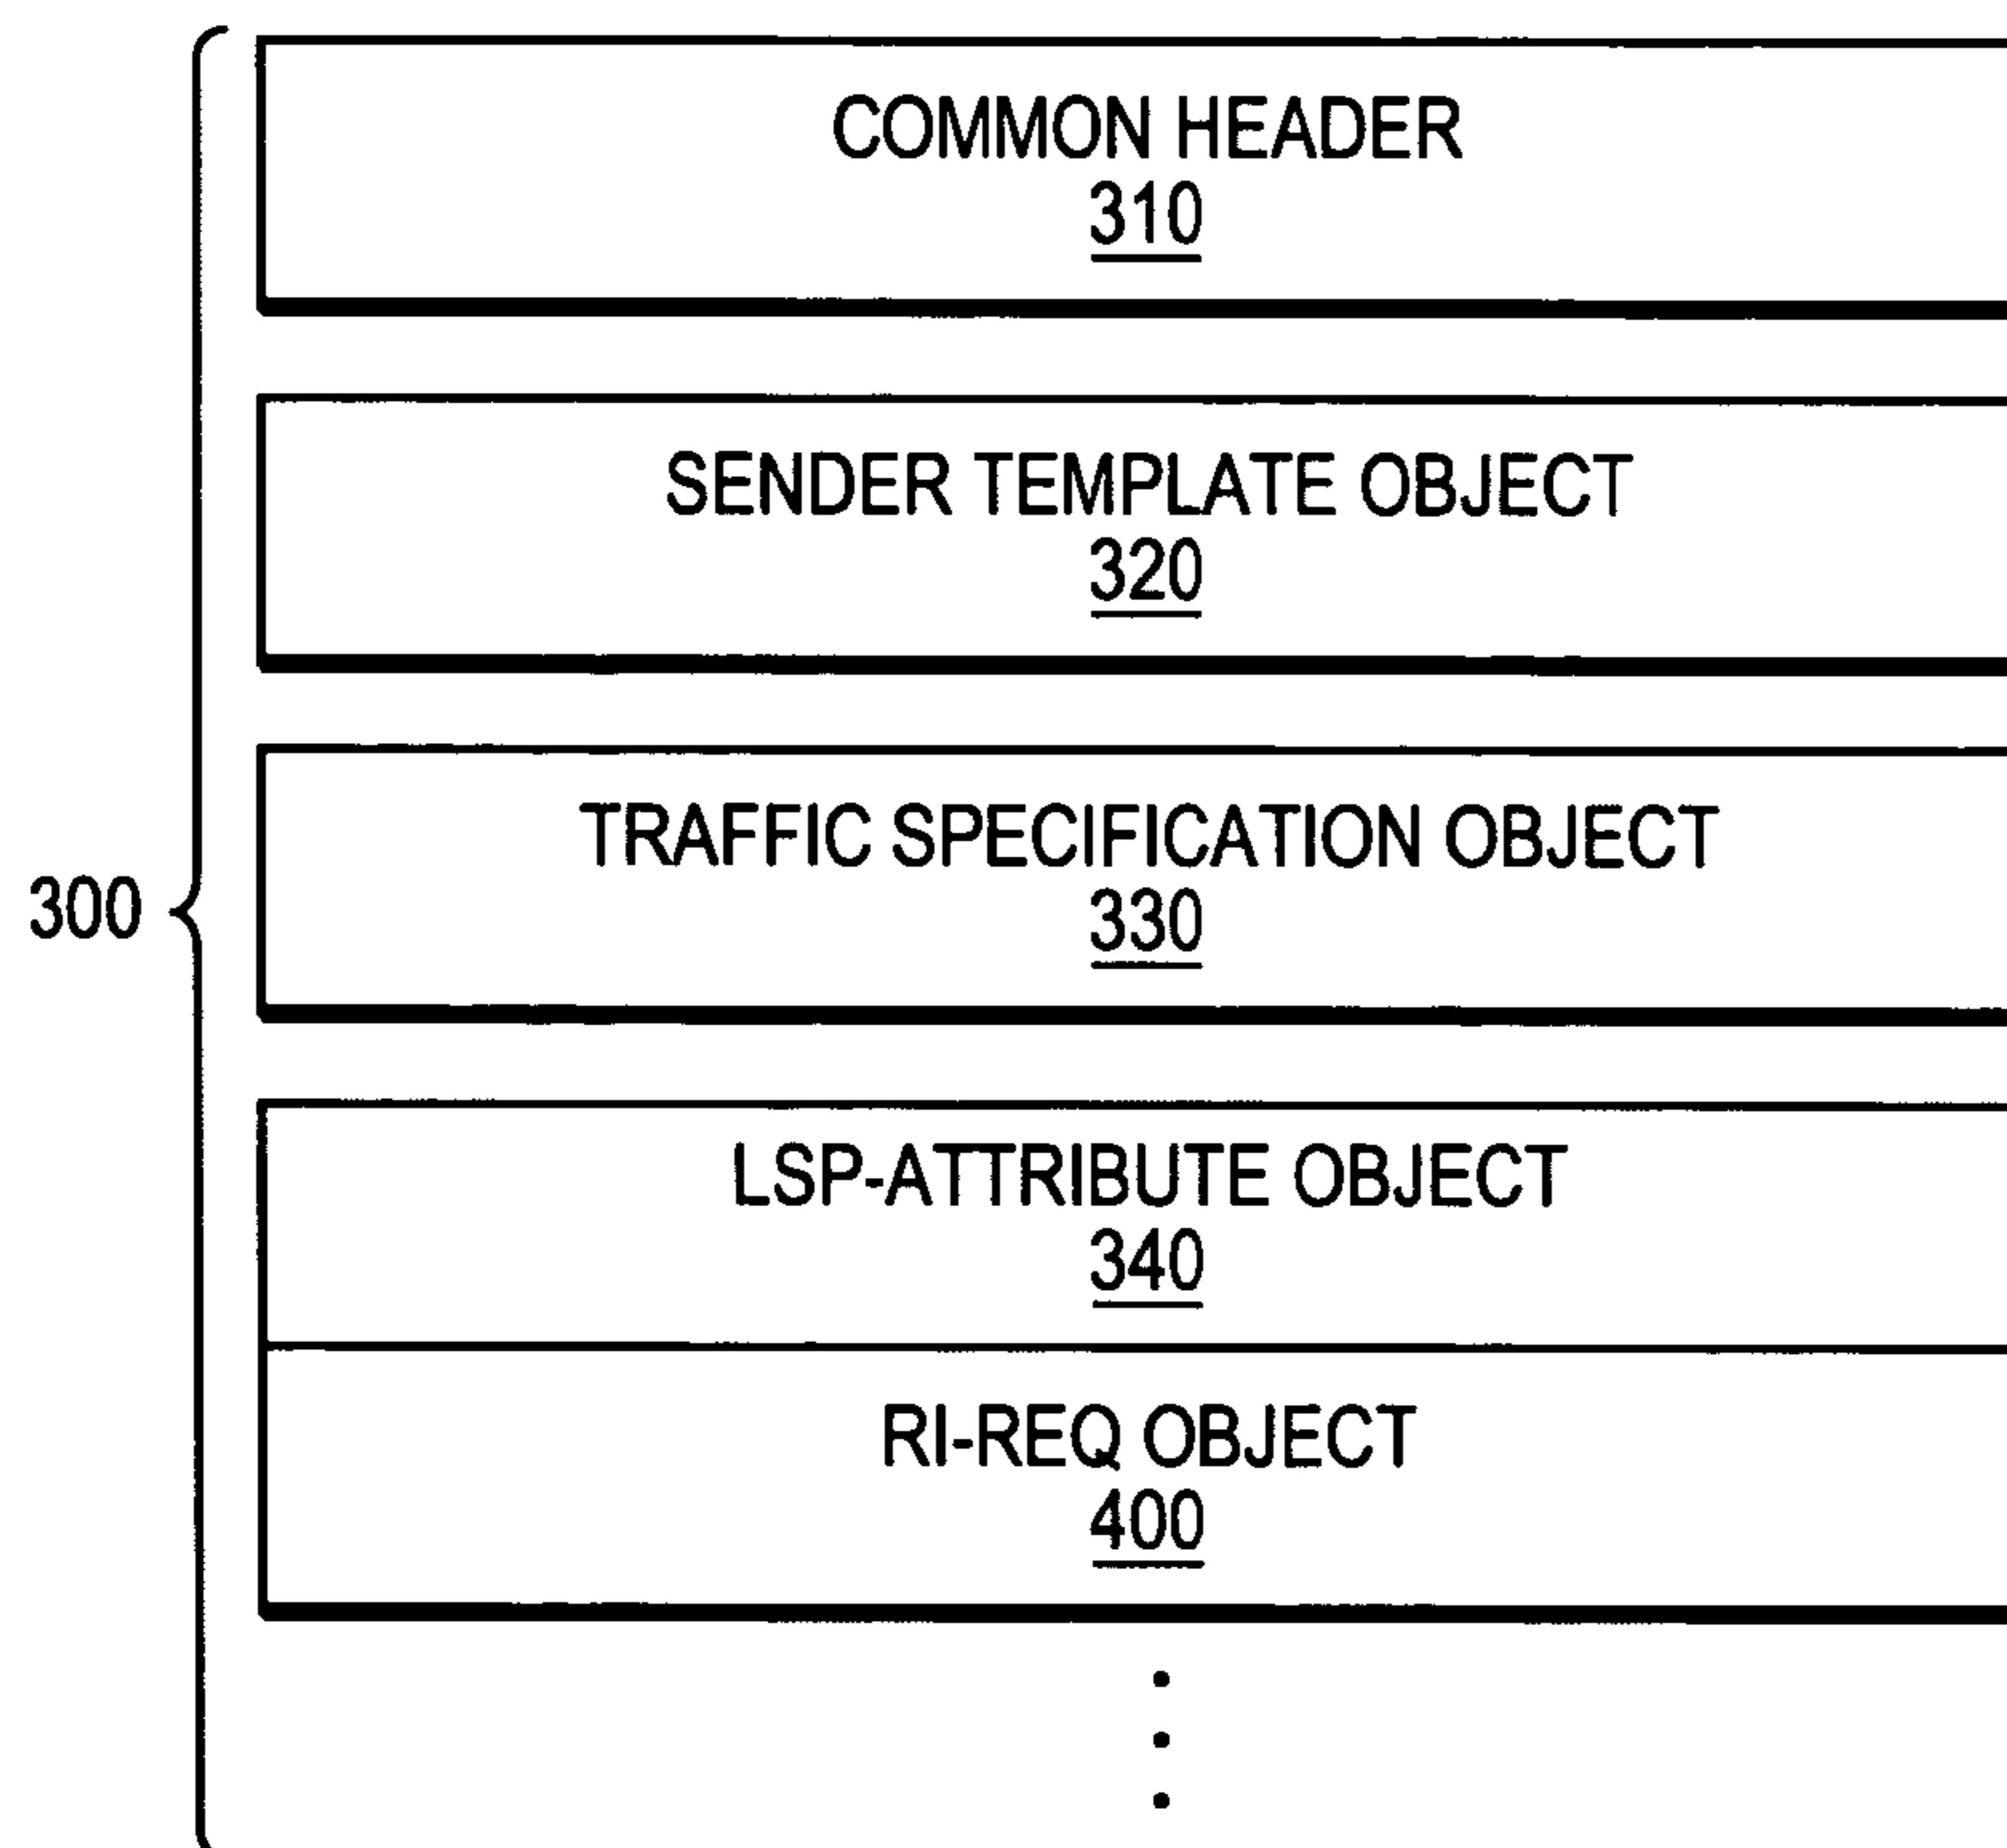 COMMON HEADER
310
SENDER TEMPLATE OBJECT
320
TRAFFIC SPECIFICATION OBJECT
330
300
LSP-ATTRIBUTE OBJECT
340
RI-REQ OBJECT
400